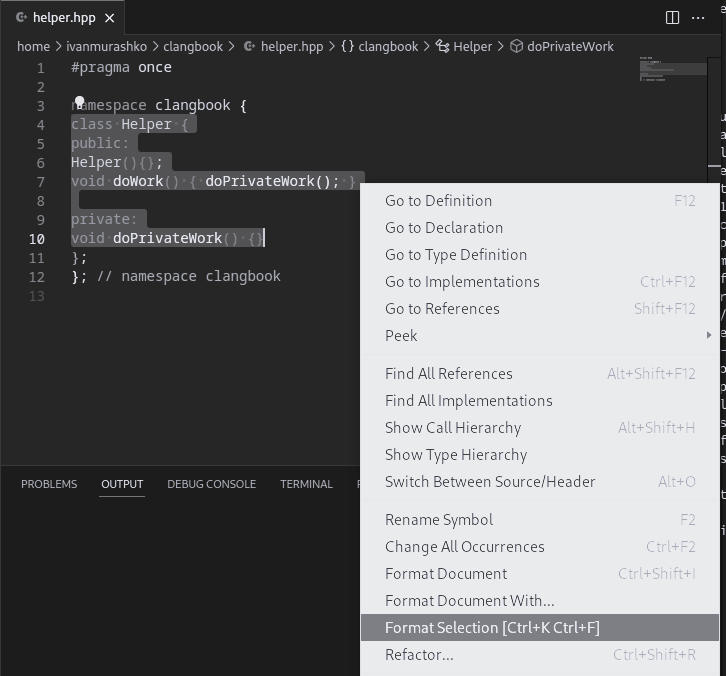 helper.hpp
home > ivanmurashko > clangbook > helper.hpp > {} clangbook > Helper > doPrivateWork
1 #pragma once
2
3 namespace clangbook {
4 class Helper {
5 public:
6 Helper(){};
7 void doWork() { doPrivateWork(); }
8
9 private:
10 void doPrivateWork() {}
11 };
12 }; // namespace clangbook
13
PROBLEMS OUTPUT DEBUG CONSOLE TERMINAL
Go to Definition F12
Go to Declaration
Go to Type Definition
Go to Implementations Ctrl+F12
Go to References Shift+F12
Peek
Find All References Alt+Shift+F12
Find All Implementations
Show Call Hierarchy Alt+Shift+H
Show Type Hierarchy
Switch Between Source/Header Alt+O
Rename Symbol F2
Change All Occurrences Ctrl+F2
Format Document Ctrl+Shift+I
Format Document With...
Format Selection [Ctrl+K Ctrl+F]
Refactor... Ctrl+Shift+R